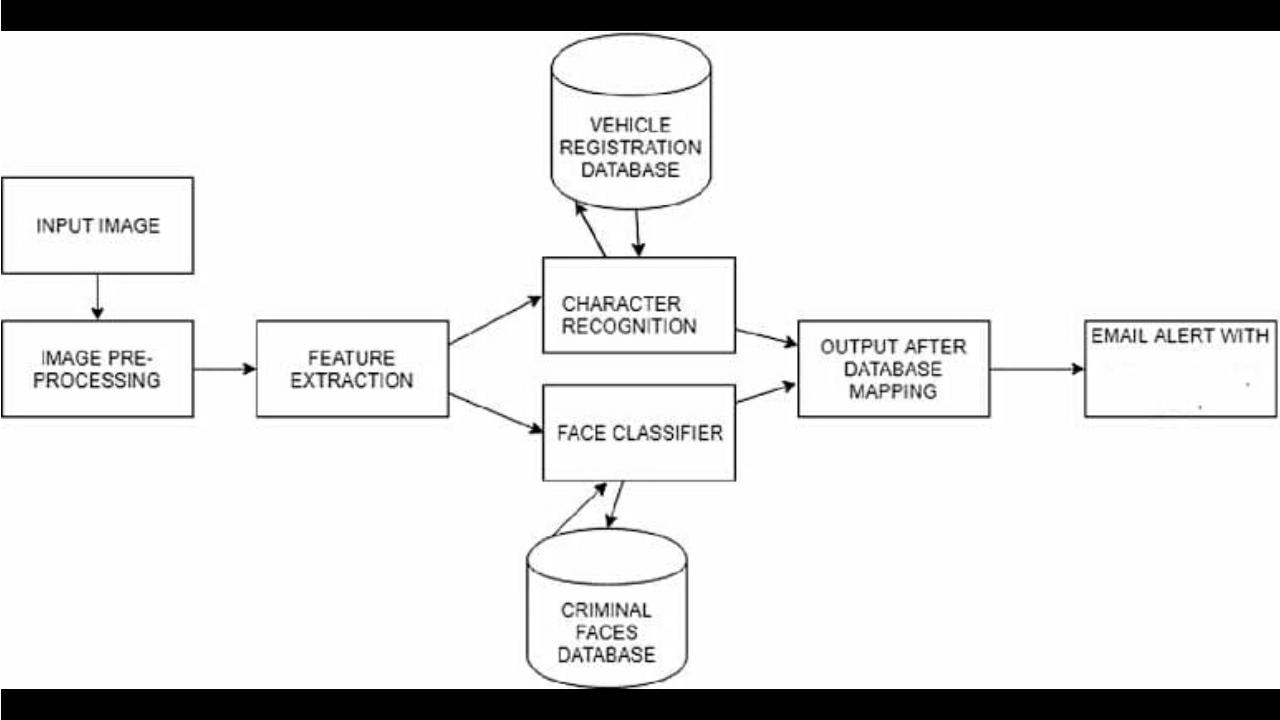 VEHICLE
REGISTRATION
DATABASE
INPUT IMAGE
IMAGE PRE-
PROCESSING
FEATURE
EXTRACTION
CHARACTER
RECOGNITION
FACE CLASSIFIER
OUTPUT AFTER
DATABASE
MAPPING
EMAIL ALERT WITH
CRIMINAL
FACES
DATABASE